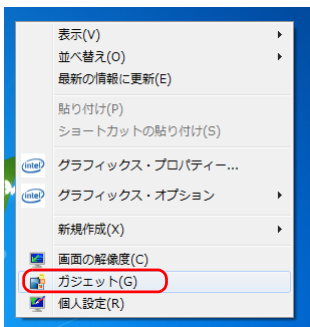 表示(V)
並べ替え(O)
最新の情報に更新(E)
貼り付け(P)
ショートカットの貼り付け(S)
intel
グラフィックス・プロパティー...
intel
グラフィックス・オプション
新規作成(X)
画面の解像度(C)
ガジェット(G)
個人設定(R)